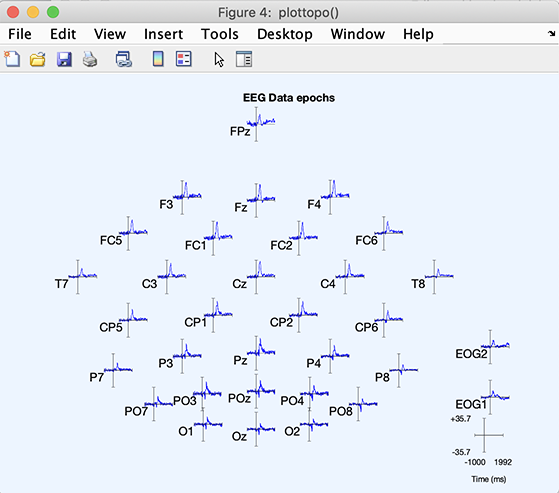 Figure 4: plottopo()
File Edit View Insert Tools Desktop Window Help
EEG Data epochs
FPz
F3 Fz F4
FC5 FC1 FC2 FC6
T7 C3 Cz C4 T8
CP5 CP1 CP2 CP6
P7 P3 Pz P4 P8 EOG2
PO7 PO3 POz PO4 PO8 EOG1
O1 Oz O2
+35.7
-35.7
-1000 1992
Time (ms)